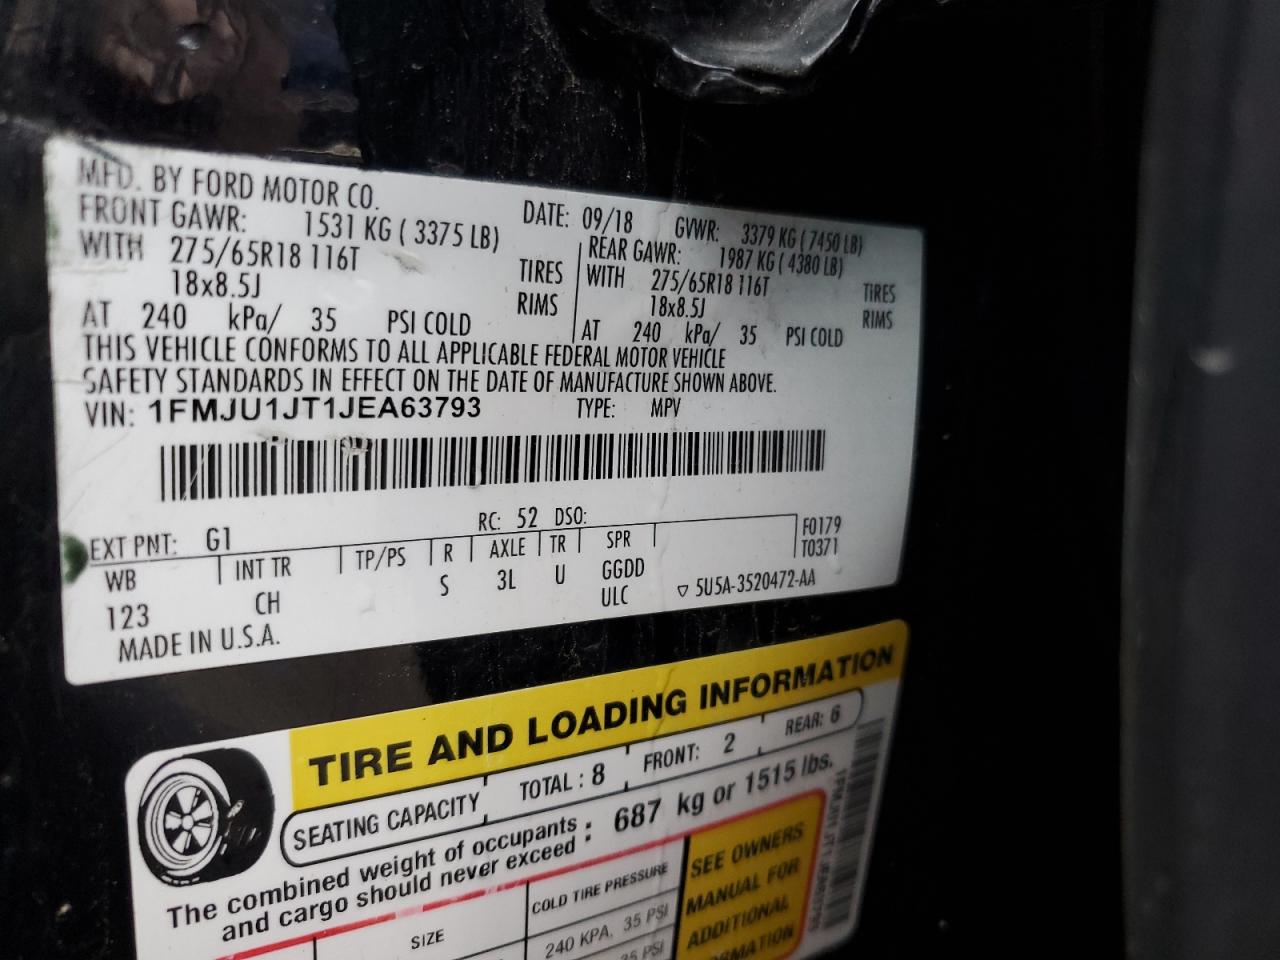 MFD. BY FORD MOTOR CO.
DATE: 09/18 GVWR: 3379 KG ( 7450 LB)
FRONT GAWR: 1531 KG ( 3375 LB)
WITH 275/65R18 116T TIRES
18x8.5J RIMS
AT 240 kPa/ 35 PSI COLD
REAR GAWR: 1987 KG ( 4380 LB)
WITH 275/65R18 116T TIRES
18x8.5J RIMS
AT 240 kPa/ 35 PSI COLD
THIS VEHICLE CONFORMS TO ALL APPLICABLE FEDERAL MOTOR VEHICLE
SAFETY STANDARDS IN EFFECT ON THE DATE OF MANUFACTURE SHOWN ABOVE.
VIN: 1FMJU1JT1JEA63793 TYPE: MPV
EXT PNT: G1 RC: 52 DSO:
WB INT TR TP/PS R AXLE TR SPR F0179
T0371
123 CH S 3L U GGDD
ULC ▽ 5U5A-3520472-AA
MADE IN U.S.A.
TIRE AND LOADING INFORMATION
SEATING CAPACITY TOTAL : 8 FRONT: 2 REAR: 6
The combined weight of occupants : 687 kg or 1515 lbs.
and cargo should never exceed
SIZE COLD TIRE PRESSURE
240 KPA, 35 PSI
35 PSI
SEE OWNERS
MANUAL FOR
ADDITIONAL